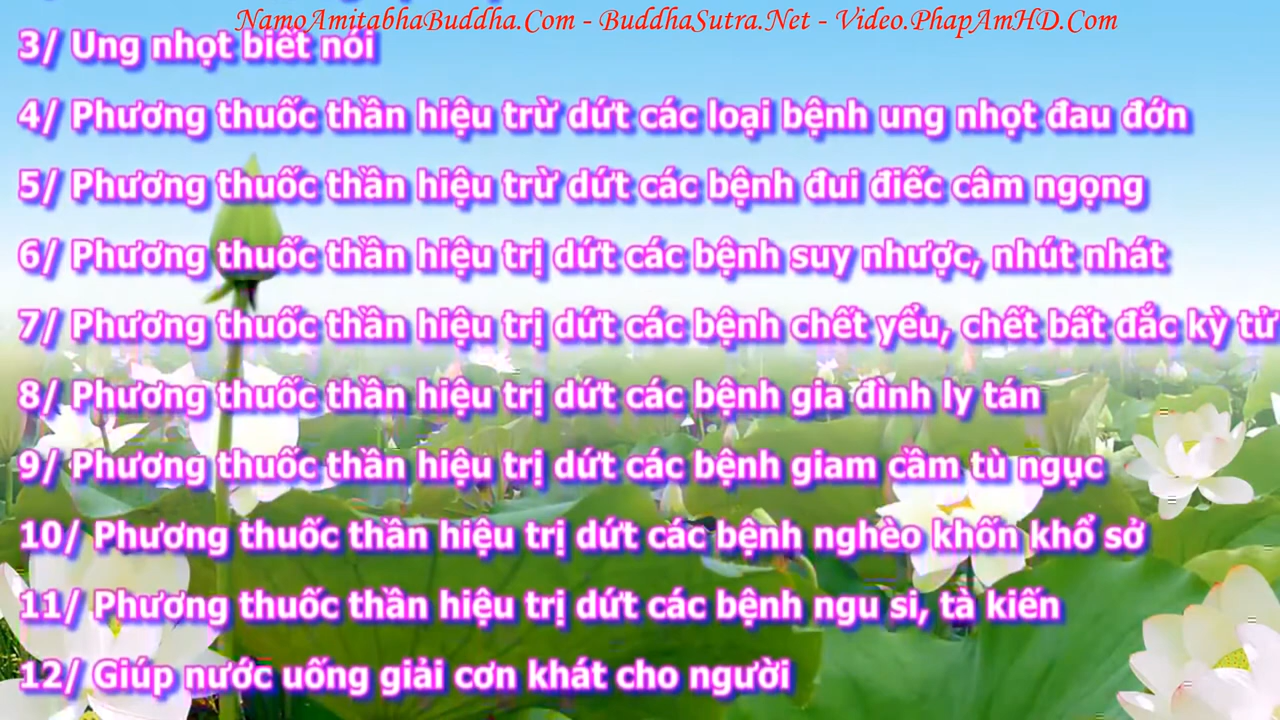 NamoAmitabhaBuddha.Com - BuddhaSutra.Net - Video.PhapAmHD.Com
3/ Ung nhọt biết nói
4/ Phương thuốc thần hiệu trừ dứt các loại bệnh ung nhọt đau đớn
5/ Phương thuốc thần hiệu trừ dứt các bệnh đui điếc câm ngọng
6/ Phương thuốc thần hiệu trị dứt các bệnh suy nhược, nhút nhát
7/ Phương thuốc thần hiệu trị dứt các bệnh chết yểu, chết bất đắc kỳ tử
8/ Phương thuốc thần hiệu trị dứt các bệnh gia đình ly tán
9/ Phương thuốc thần hiệu trị dứt các bệnh giam cầm tù ngục
10/ Phương thuốc thần hiệu trị dứt các bệnh nghèo khốn khổ sở
11/ Phương thuốc thần hiệu trị dứt các bệnh ngu si, tà kiến
12/ Giúp nước uống giải cơn khát cho người